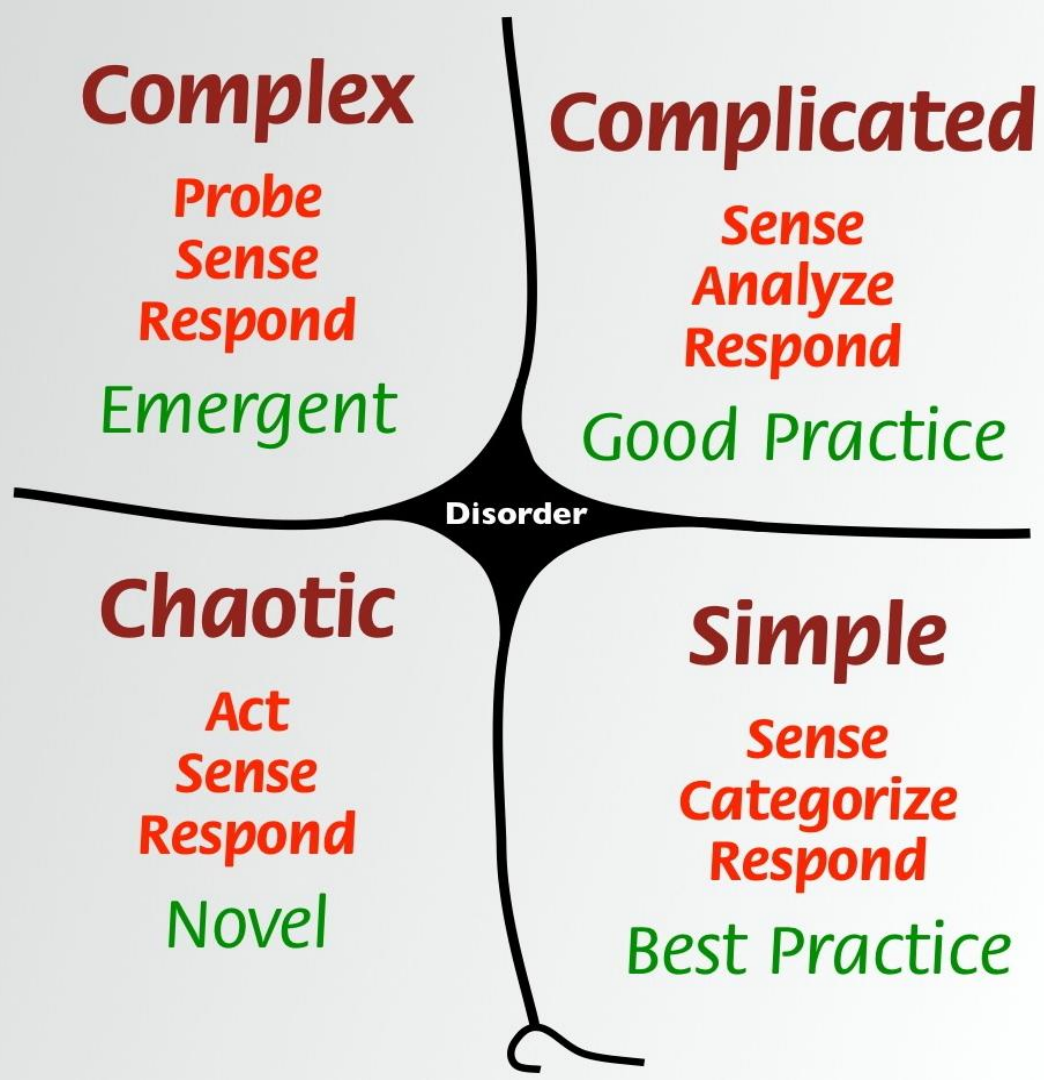 Complex
Probe
Sense
Respond
Emergent
Complicated
Sense
Analyze
Respond
Good Practice
Disorder
Chaotic
Act
Sense
Respond
Novel
Simple
Sense
Categorize
Respond
Best Practice